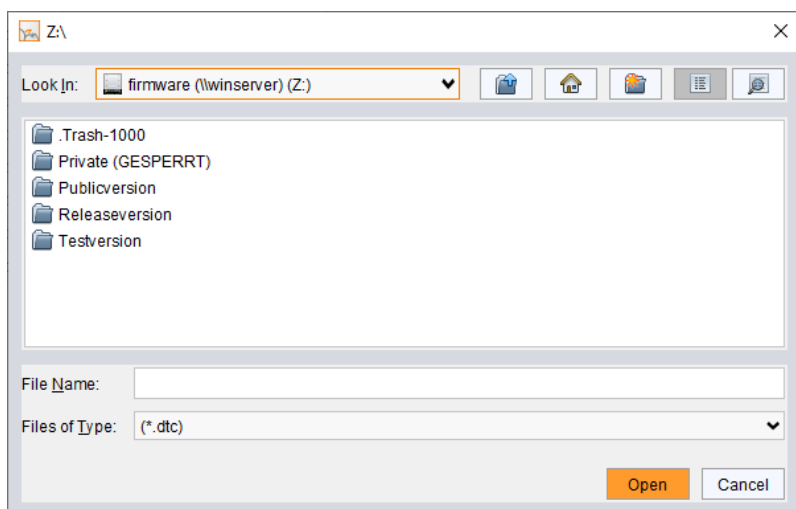 Z:\
Look In: firmware (\\winserver) (Z:)
.Trash-1000
Private (GESPERRT)
Publicversion
Releaseversion
Testversion
File Name:
Files of Type: (*.dtc)
Open Cancel